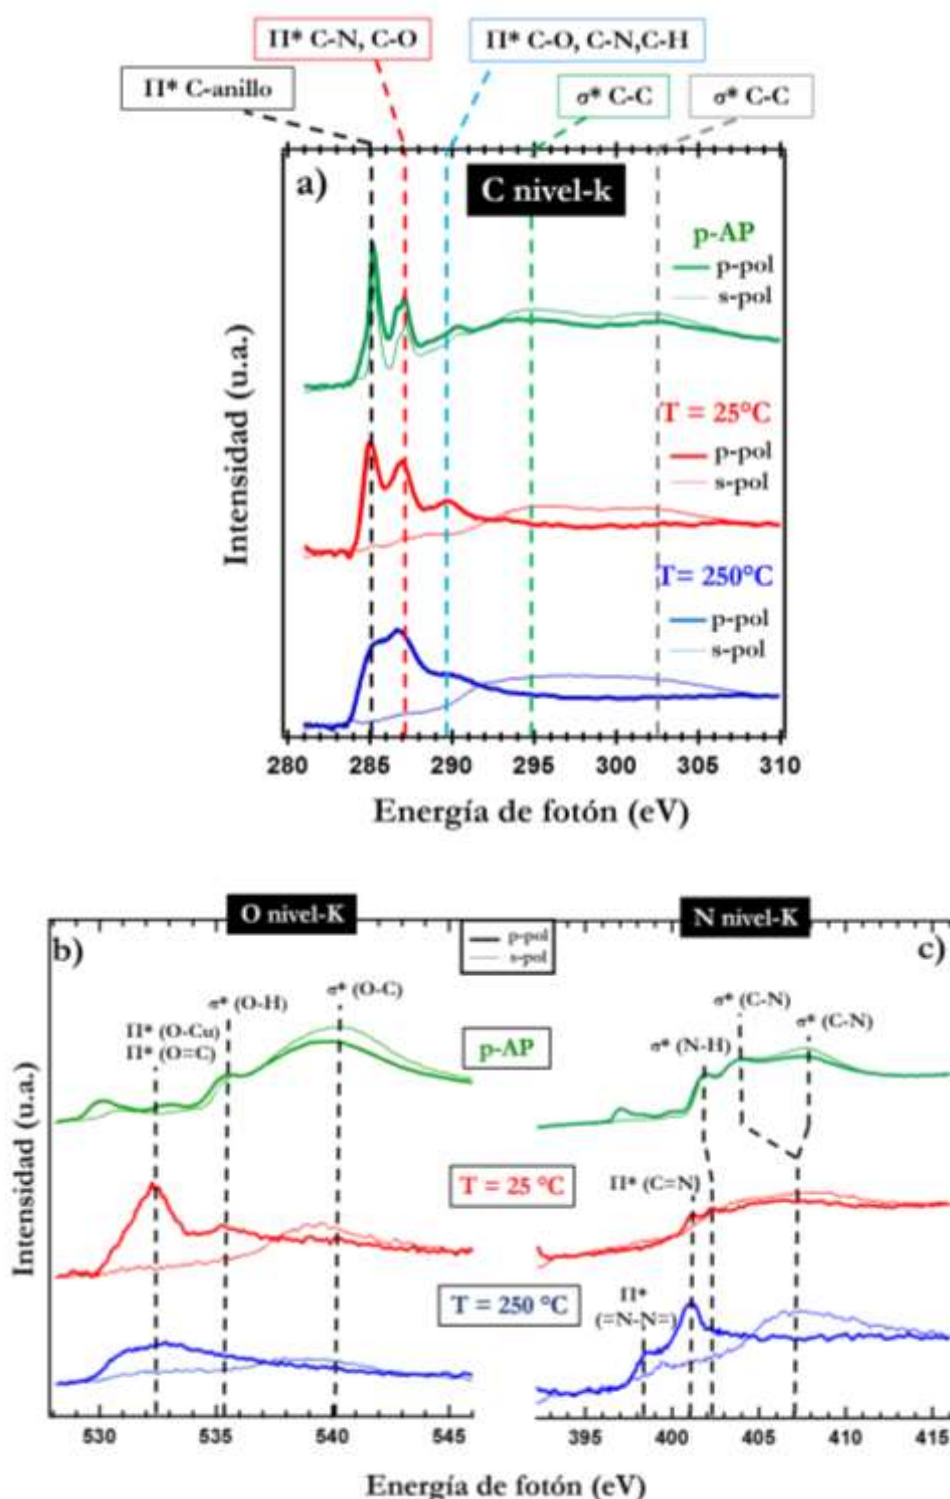 Π* C-N, C-O
Π* C-O, C-N,C-H
Π* C-anillo
σ* C-C
σ* C-C
a)
C nivel-k
p-AP
p-pol
s-pol
T = 25°C
p-pol
s-pol
T= 250°C
p-pol
s-pol
Intensidad (u.a.)
280 285 290 295 300 305 310
Energía de fotón (eV)
O nivel-K
N nivel-K
b)
p-pol
s-pol
c)
σ* (O-H)
σ* (O-C)
Π* (O-Cu)
Π* (O=C)
p-AP
σ* (C-N)
σ* (C-N)
σ* (N-H)
T = 25 °C
Π* (C=N)
T = 250 °C
Π*
(=N-N=)
Intensidad (u.a.)
530 535 540 545
395 400 405 410 415
Energía de fotón (eV)